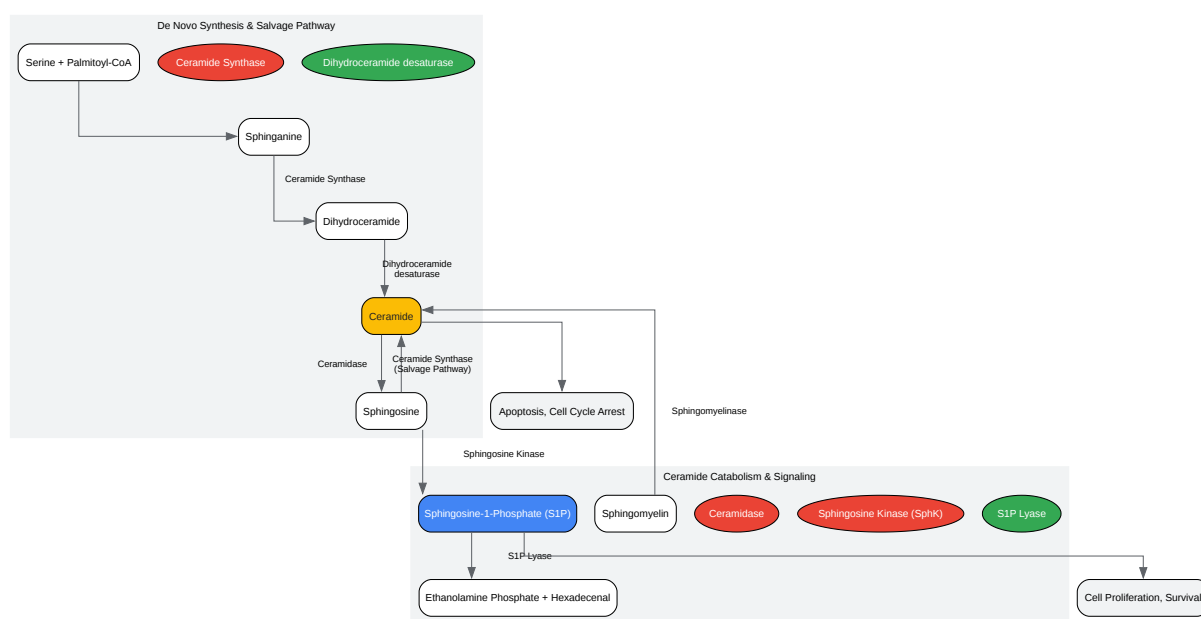 De Novo Synthesis & Salvage Pathway
Serine + Palmitoyl-CoA
Ceramide Synthase
Dihydroceramide desaturase
Sphinganine
Ceramide Synthase
Dihydroceramide
Dihydroceramide
desaturase
Ceramide
Ceramidase
Ceramide Synthase
(Salvage Pathway)
Sphingosine
Apoptosis, Cell Cycle Arrest
Sphingomyelinase
Sphingosine Kinase
Ceramide Catabolism & Signaling
Sphingosine-1-Phosphate (S1P)
Sphingomyelin
Ceramidase
Sphingosine Kinase (SphK)
S1P Lyase
S1P Lyase
Ethanolamine Phosphate + Hexadecenal
Cell Proliferation, Survival